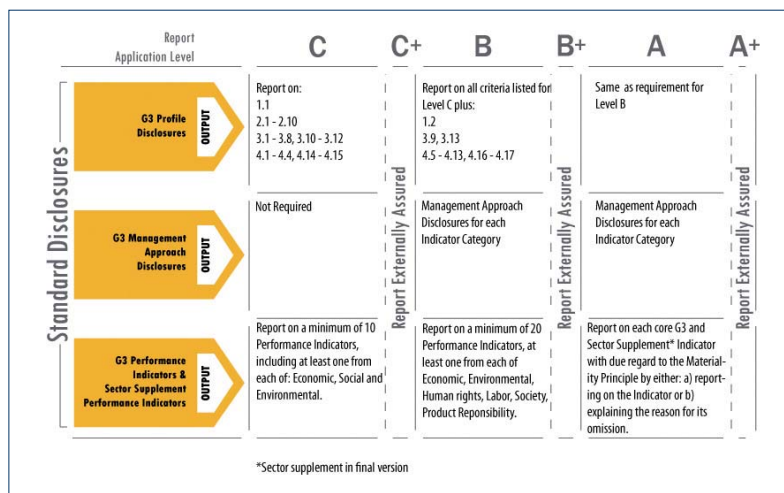 Report
Application Level
C
C+
B
B+
A
A+
Standard Disclosures
G3 Profile
Disclosures
OUTPUT
Report on:
1.1
2.1 - 2.10
3.1 - 3.8, 3.10 - 3.12
4.1 - 4.4, 4.14 - 4.15
Report on all criteria listed for
Level C plus:
1.2
3.9, 3.13
4.5 - 4.13, 4.16 - 4.17
Same as requirement for
Level B
G3 Management
Approach
Disclosures
OUTPUT
Not Required
Management Approach
Disclosures for each
Indicator Category
Management Approach
Disclosures for each
Indicator Category
G3 Performance
Indicators &
Sector Supplement
Performance Indicators
OUTPUT
Report on a minimum of 10
Performance Indicators,
including at least one from
each of: Economic, Social and
Environmental.
Report on a minimum of 20
Performance Indicators, at
least one from each of
Economic, Environmental,
Human rights, Labor, Society,
Product Reponsibility.
Report on each core G3 and
Sector Supplement* Indicator
with due regard to the Materi-
ality Principle by either: a) report-
ing on the Indicator or b)
explaining the reason for its
omission.
Report Externally Assured
Report Externally Assured
Report Externally Assured
*Sector supplement in final version